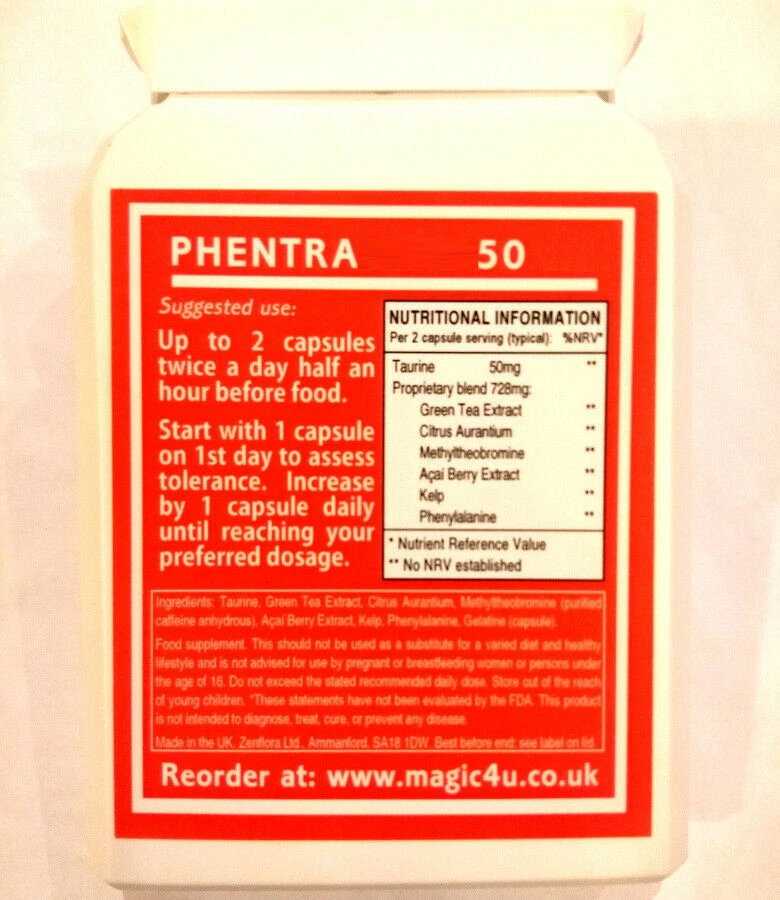 PHENTRA 50
Suggested use:
Up to 2 capsules
twice a day half an
hour before food.
Start with 1 capsule
on 1st day to assess
tolerance. Increase
by 1 capsule daily
until reaching your
preferred dosage.
NUTRITIONAL INFORMATION
Per 2 capsule serving (typical): %NRV*
Taurine 50mg **
Proprietary blend 728mg:
Green Tea Extract **
Citrus Aurantium **
Methyltheobromine **
Açaí Berry Extract **
Kelp **
Phenylalanine **
* Nutrient Reference Value
** No NRV established
Ingredients: Taurine, Green Tea Extract, Citrus Aurantium, Methyltheobromine (purified
caffeine anhydrous), Açaí Berry Extract, Kelp, Phenylalanine, Gelatine (capsule).
Food supplement. This should not be used as a substitute for a varied diet and healthy
lifestyle and is not advised for use by pregnant or breastfeeding women or persons under
the age of 16. Do not exceed the stated recommended daily dose. Store out of the reach
of young children. *These statements have not been evaluated by the FDA. This product
is not intended to diagnose, treat, cure, or prevent any disease.
Made in the UK. Zenflora Ltd., Ammanford, SA18 1DW. Best before end: see label on lid.
Reorder at: www.magic4u.co.uk